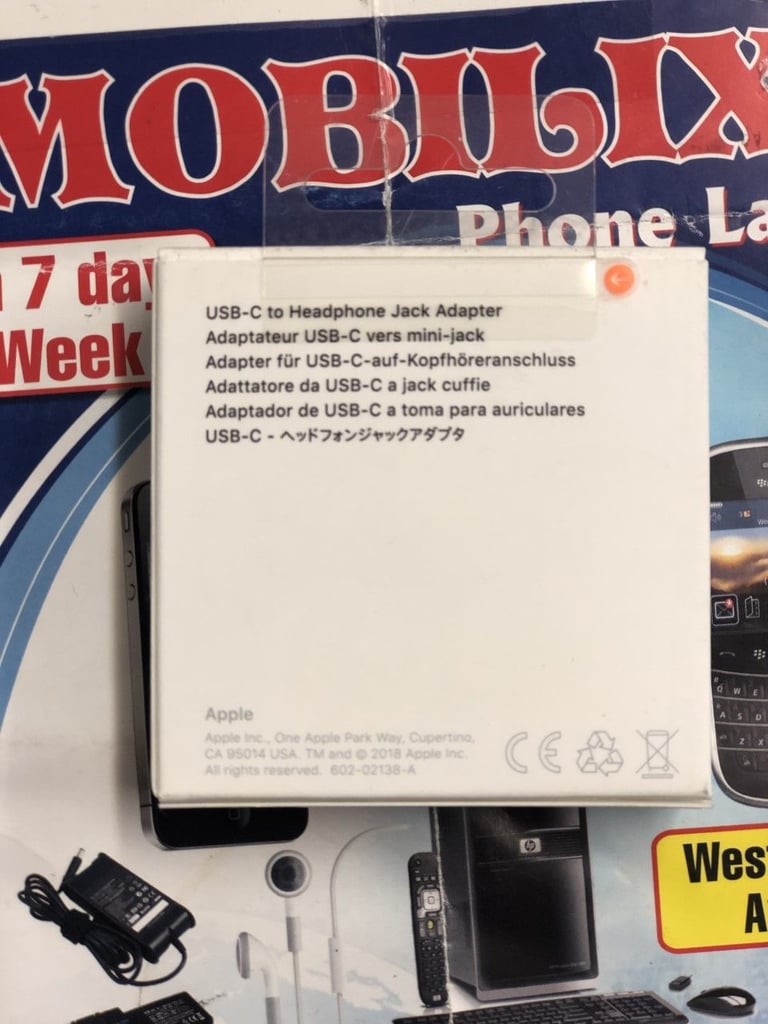 MOBILIX
Phone La
7 day
Week
USB-C to Headphone Jack Adapter
Adaptateur USB-C vers mini-jack
Adapter für USB-C-auf-Kopfhöreranschluss
Adattatore da USB-C a jack cuffie
Adaptador de USB-C a toma para auriculares
USB-C - ヘッドフォンジャックアダプタ
Apple
Apple Inc., One Apple Park Way, Cupertino,
CA 95014 USA. TM and © 2018 Apple Inc.
All rights reserved. 602-02138-A
CE
hp
Wes
A